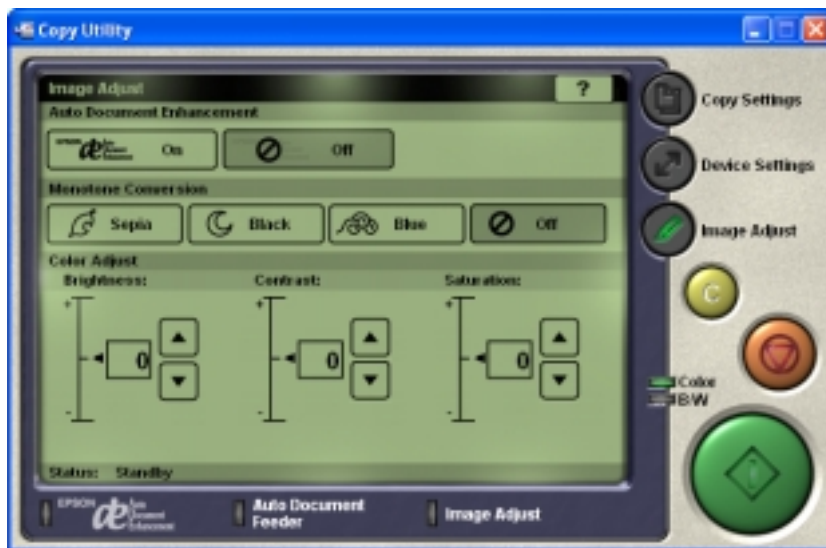 Copy Utility
Image Adjust
?
Auto Document Enhancement
On
Off
Monotone Conversion
Sepia
Black
Blue
Off
Color Adjust
Brightness:
Contrast:
Saturation:
+
+
+
0
0
0
-
-
-
Status: Standby
EPSON
Auto Document
Feeder
Image Adjust
Copy Settings
Device Settings
Image Adjust
C
Color
B/W